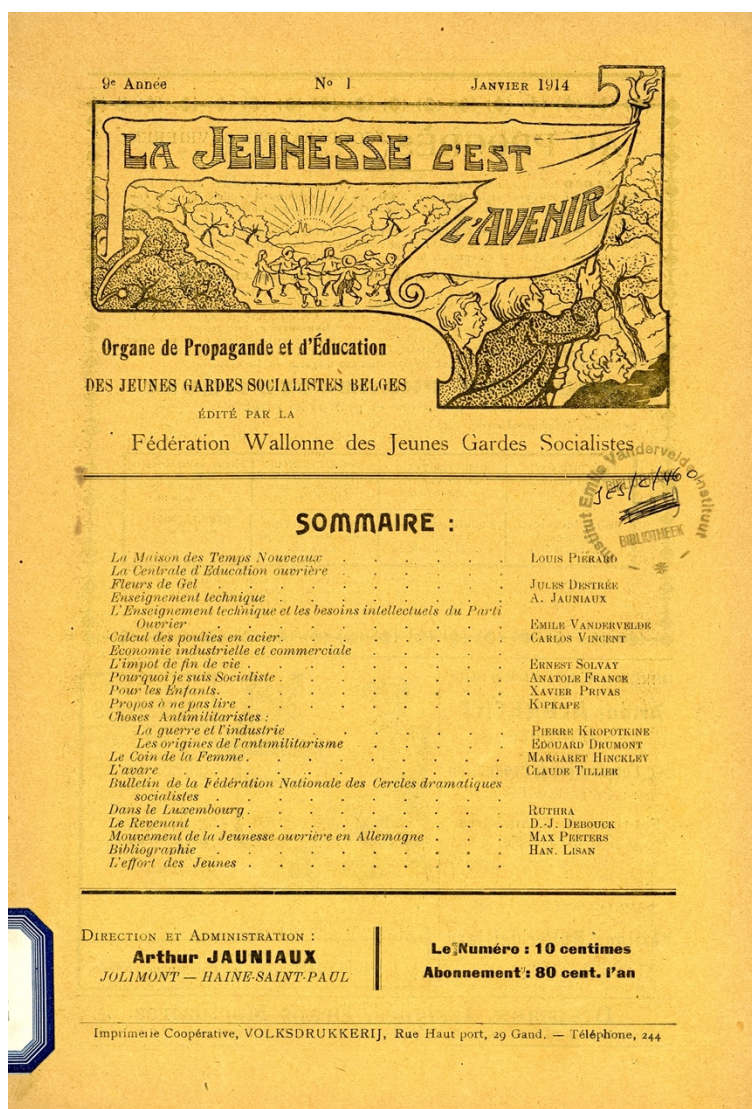 9e Année
No 1
JANVIER 1914
LA JEUNESSE C'EST
L'AVENIR
Organe de Propagande et d'Éducation
DES JEUNES GARDES SOCIALISTES BELGES
ÉDITÉ PAR LA
Fédération Wallonne des Jeunes Gardes Socialistes
Institut Emile Vandervelde Instituut
BIBLIOTHEEK
JES/C/460
SOMMAIRE :
La Maison des Temps Nouveaux . . . . . . LOUIS PIÉRARD
La Centrale d'Education ouvrière
Fleurs de Gel . . . . . . . . JULES DESTRÉE
Enseignement technique . . . . . . . A. JAUNIAUX
L'Enseignement technique et les besoins intellectuels du Parti
Ouvrier . . . . . . . . EMILE VANDERVELDE
Calcul des poulies en acier. . . . . . . . CARLOS VINCENT
Economie industrielle et commerciale
L'impot de fin de vie . . . . . . . . ERNEST SOLVAY
Pourquoi je suis Socialiste . . . . . . . ANATOLE FRANCE
Pour les Enfants. . . . . . . . . XAVIER PRIVAS
Propos à ne pas lire . . . . . . . . KIPKAPE
Choses Antimilitaristes :
La guerre et l'industrie . . . . . . PIERRE KROPOTKINE
Les origines de l'antimilitarisme . . . . . EDOUARD DRUMONT
Le Coin de la Femme . . . . . . . . MARGARET HINCKLEY
L'avare . . . . . . . . . CLAUDE TILLIER
Bulletin de la Fédération Nationale des Cercles dramatiques
socialistes . . . . . . . .
Dans le Luxembourg . . . . . . . . RUTHRA
Le Revenant . . . . . . . . D.-J. DEBOUCK
Mouvement de la Jeunesse ouvrière en Allemagne . . . MAX PEETERS
Bibliographie . . . . . . . . HAN. LISAN
L'effort des Jeunes . . . . . . . .
DIRECTION ET ADMINISTRATION :
Arthur JAUNIAUX
JOLIMONT — HAINE-SAINT-PAUL
Le Numéro : 10 centimes
Abonnement : 80 cent. l'an
Imprimerie Coopérative, VOLKSDRUKKERIJ, Rue Haut port, 29 Gand. — Téléphone, 244